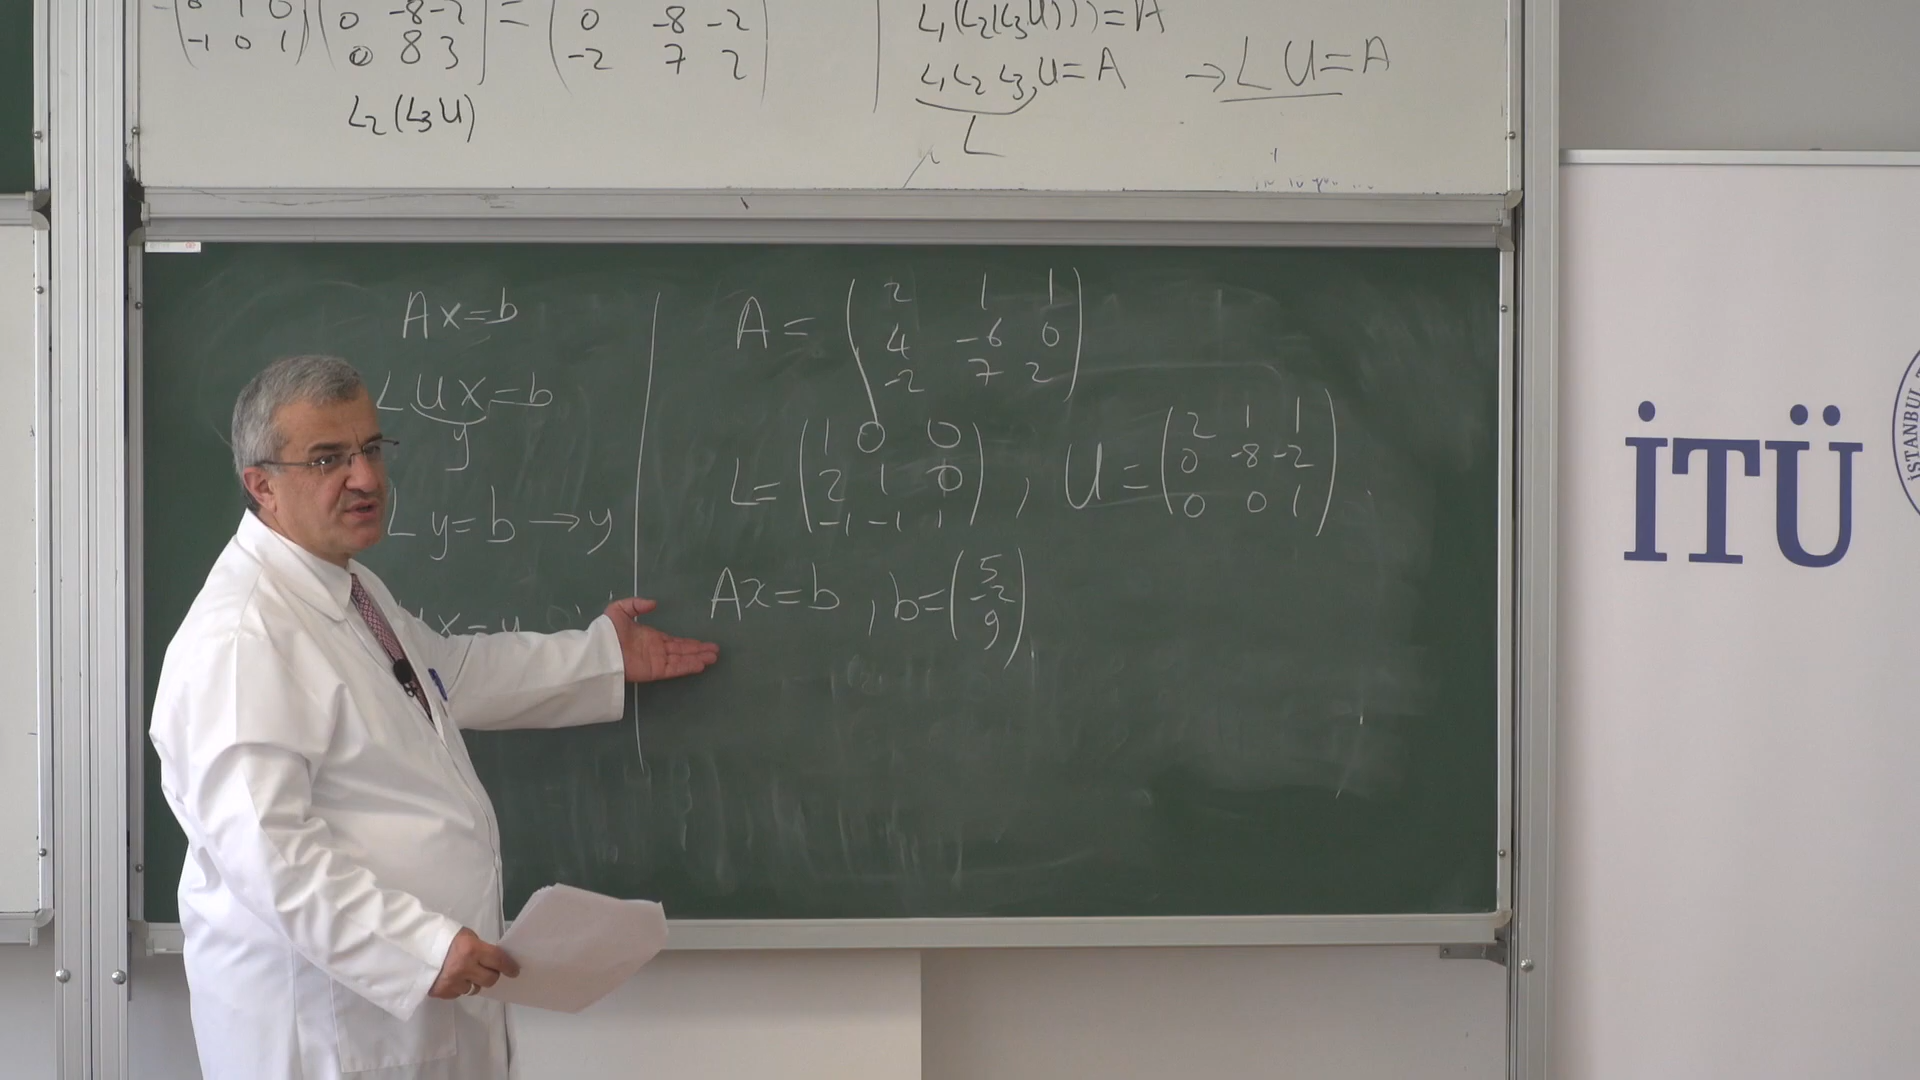 -1 0 1
0 -8 -2
0 8 3
=
0 -8 -2
-2 7 2
L2(L3U)
L1(L2(L3U))=A
L1L2L3U=A → LU=A
L
Ax=b
LUx=b
y
Ly=b→y
x=y
A=
2 1 1
4 -6 0
-2 7 2
L=
1 0 0
2 1 0
-1 -1 1
, U=
2 1 1
0 -8 -2
0 0 1
Ax=b , b=
5
-2
9
İTÜ
İSTANBUL